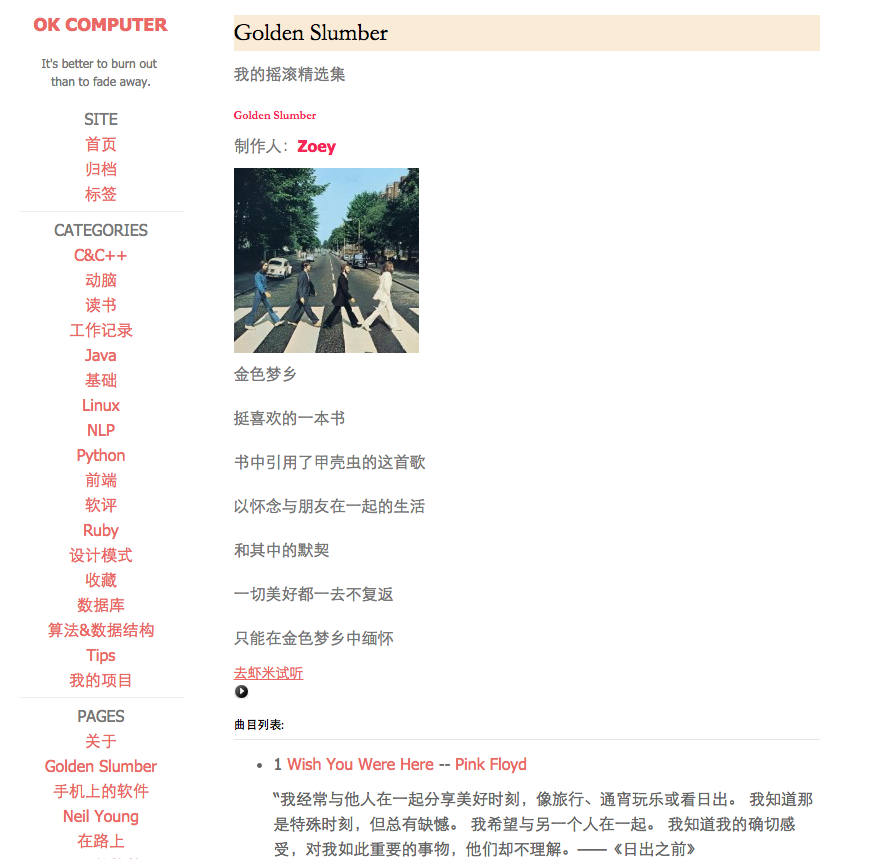 OK COMPUTER
It's better to burn out
than to fade away.
SITE
首页
归档
标签
CATEGORIES
C&C++
动脑
读书
工作记录
Java
基础
Linux
NLP
Python
前端
软评
Ruby
设计模式
收藏
数据库
算法&数据结构
Tips
我的项目
PAGES
关于
Golden Slumber
手机上的软件
Neil Young
在路上
Golden Slumber
我的摇滚精选集
Golden Slumber
制作人：Zoey
金色梦乡
挺喜欢的一本书
书中引用了甲壳虫的这首歌
以怀念与朋友在一起的生活
和其中的默契
一切美好都一去不复返
只能在金色梦乡中缅怀
去虾米试听
曲目列表:
1 Wish You Were Here -- Pink Floyd
“我经常与他人在一起分享美好时刻，像旅行、通宵玩乐或看日出。 我知道那
是特殊时刻，但总有缺憾。 我希望与另一个人在一起。 我知道我的确切感
受，对我如此重要的事物，他们却不理解。——《日出之前》